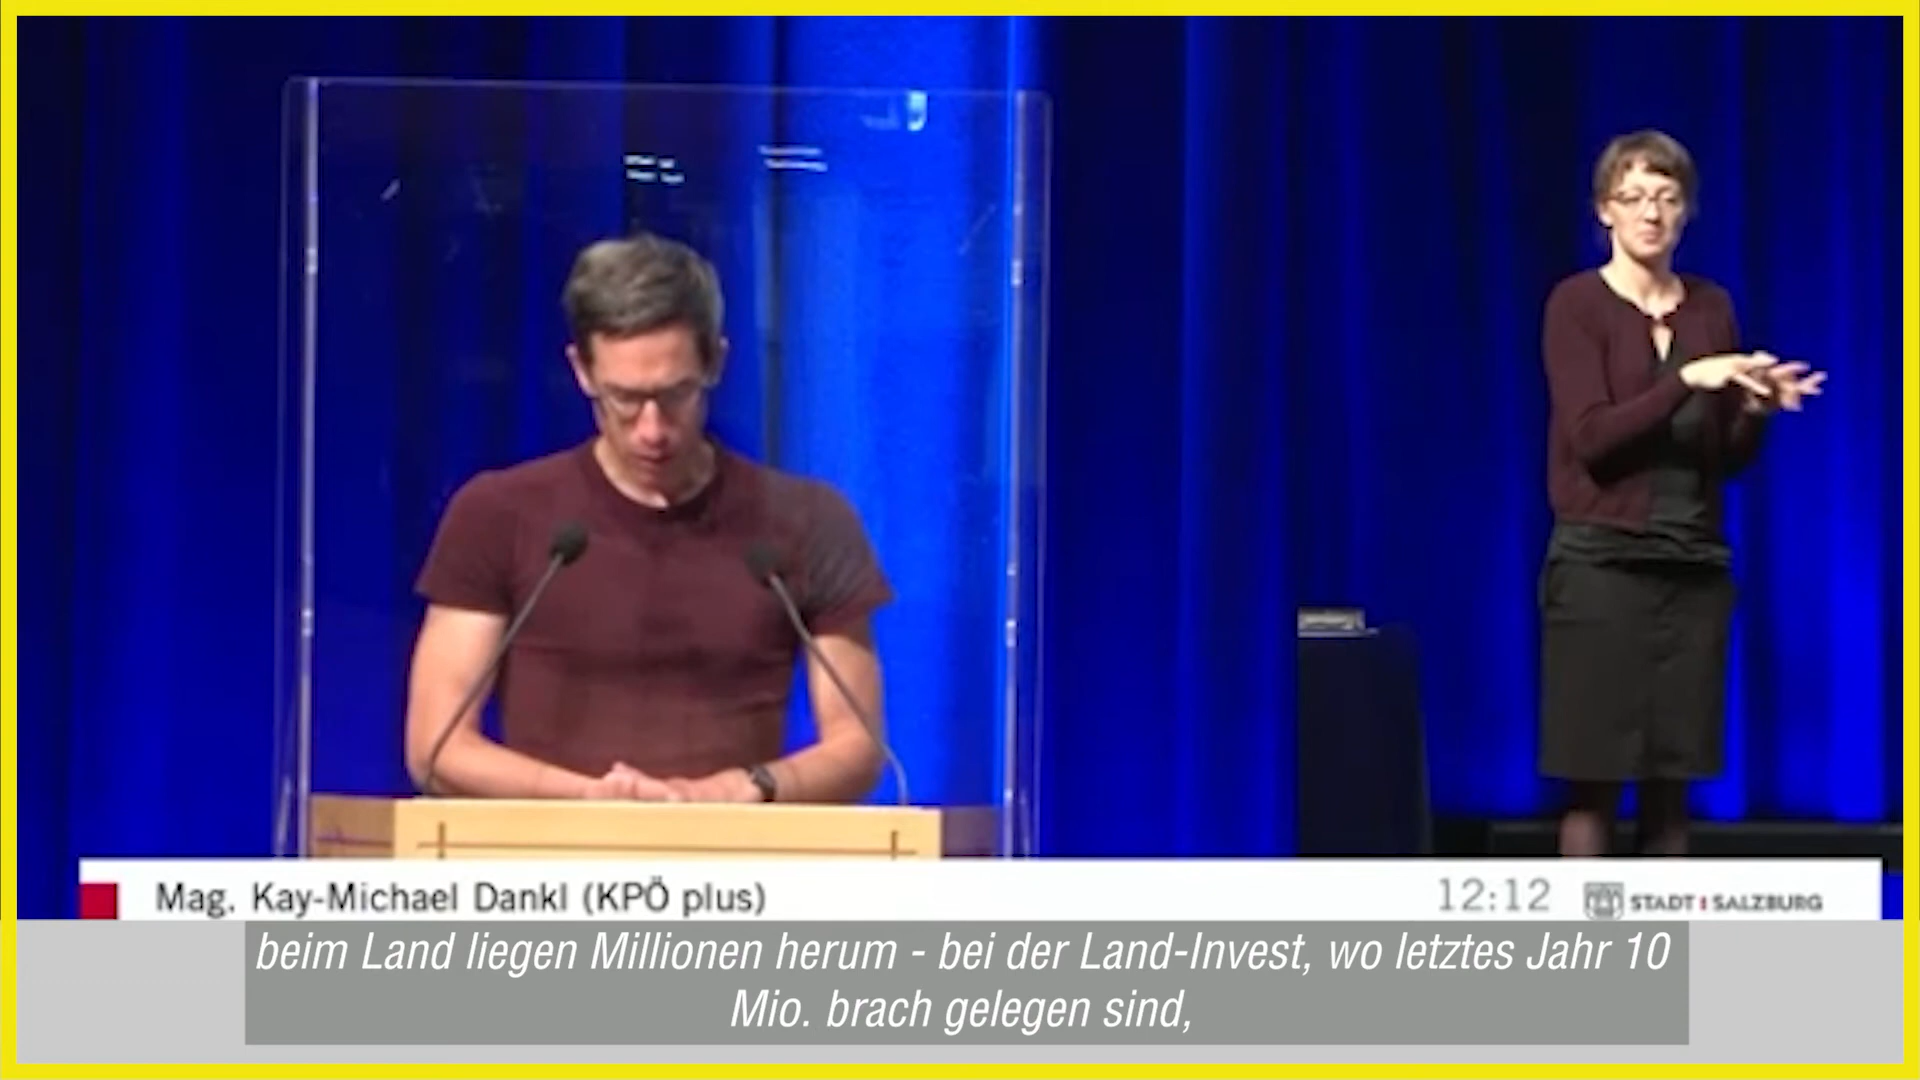 Mag. Kay-Michael Dankl (KPÖ plus)
12:12 STADT : SALZBURG
beim Land liegen Millionen herum - bei der Land-Invest, wo letztes Jahr 10
Mio. brach gelegen sind,